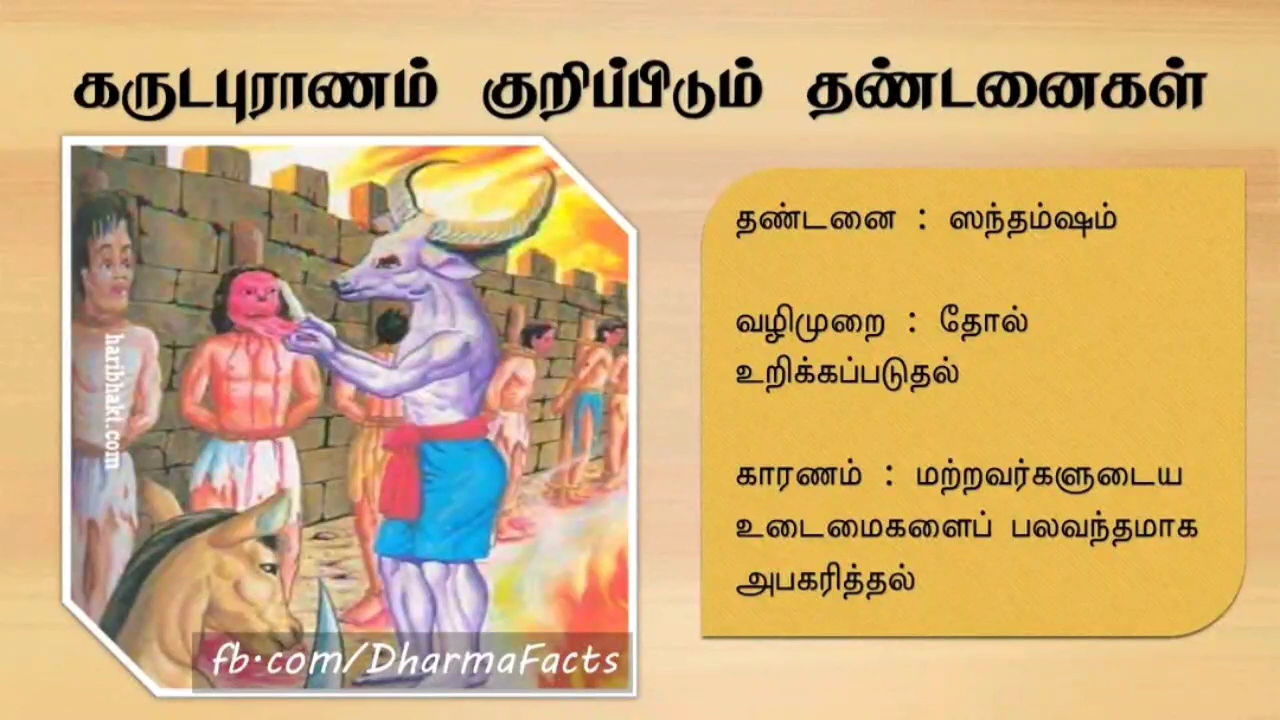 கருடபுராணம் குறிப்பிடும் தண்டனைகள்
தண்டனை : ஸந்தம்ஷம்
வழிமுறை : தோல்
உறிக்கப்படுதல்
காரணம் : மற்றவர்களுடைய
உடைமைகளைப் பலவந்தமாக
அபகரித்தல்
haribhakt.com
fb.com/DharmaFacts